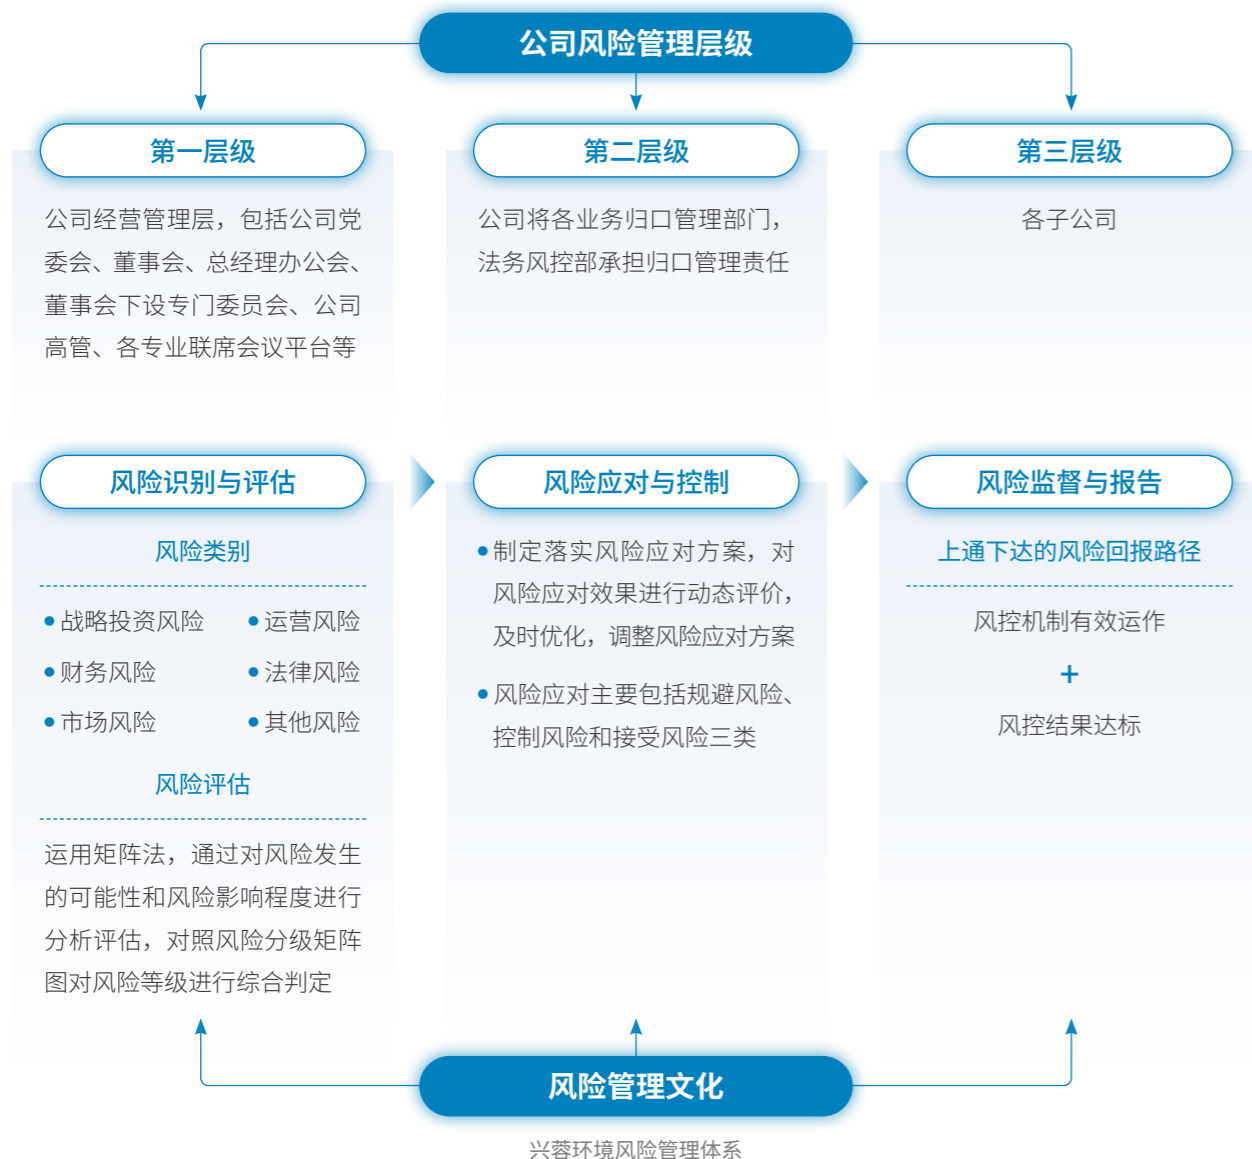 公司风险管理层级
第一层级
公司经营管理层，包括公司党
委会、董事会、总经理办公会、
董事会下设专门委员会、公司
高管、各专业联席会议平台等
第二层级
公司将各业务归口管理部门，
法务风控部承担归口管理责任
第三层级
各子公司
风险识别与评估
风险类别
●战略投资风险 ●运营风险
●财务风险 ●法律风险
●市场风险 ●其他风险
风险评估
运用矩阵法，通过对风险发生
的可能性和风险影响程度进行
分析评估，对照风险分级矩阵
图对风险等级进行综合判定
风险应对与控制
●制定落实风险应对方案，对
风险应对效果进行动态评价，
及时优化，调整风险应对方案
●风险应对主要包括规避风险、
控制风险和接受风险三类
风险监督与报告
上通下达的风险回报路径
风控机制有效运作
+
风控结果达标
风险管理文化
兴蓉环境风险管理体系